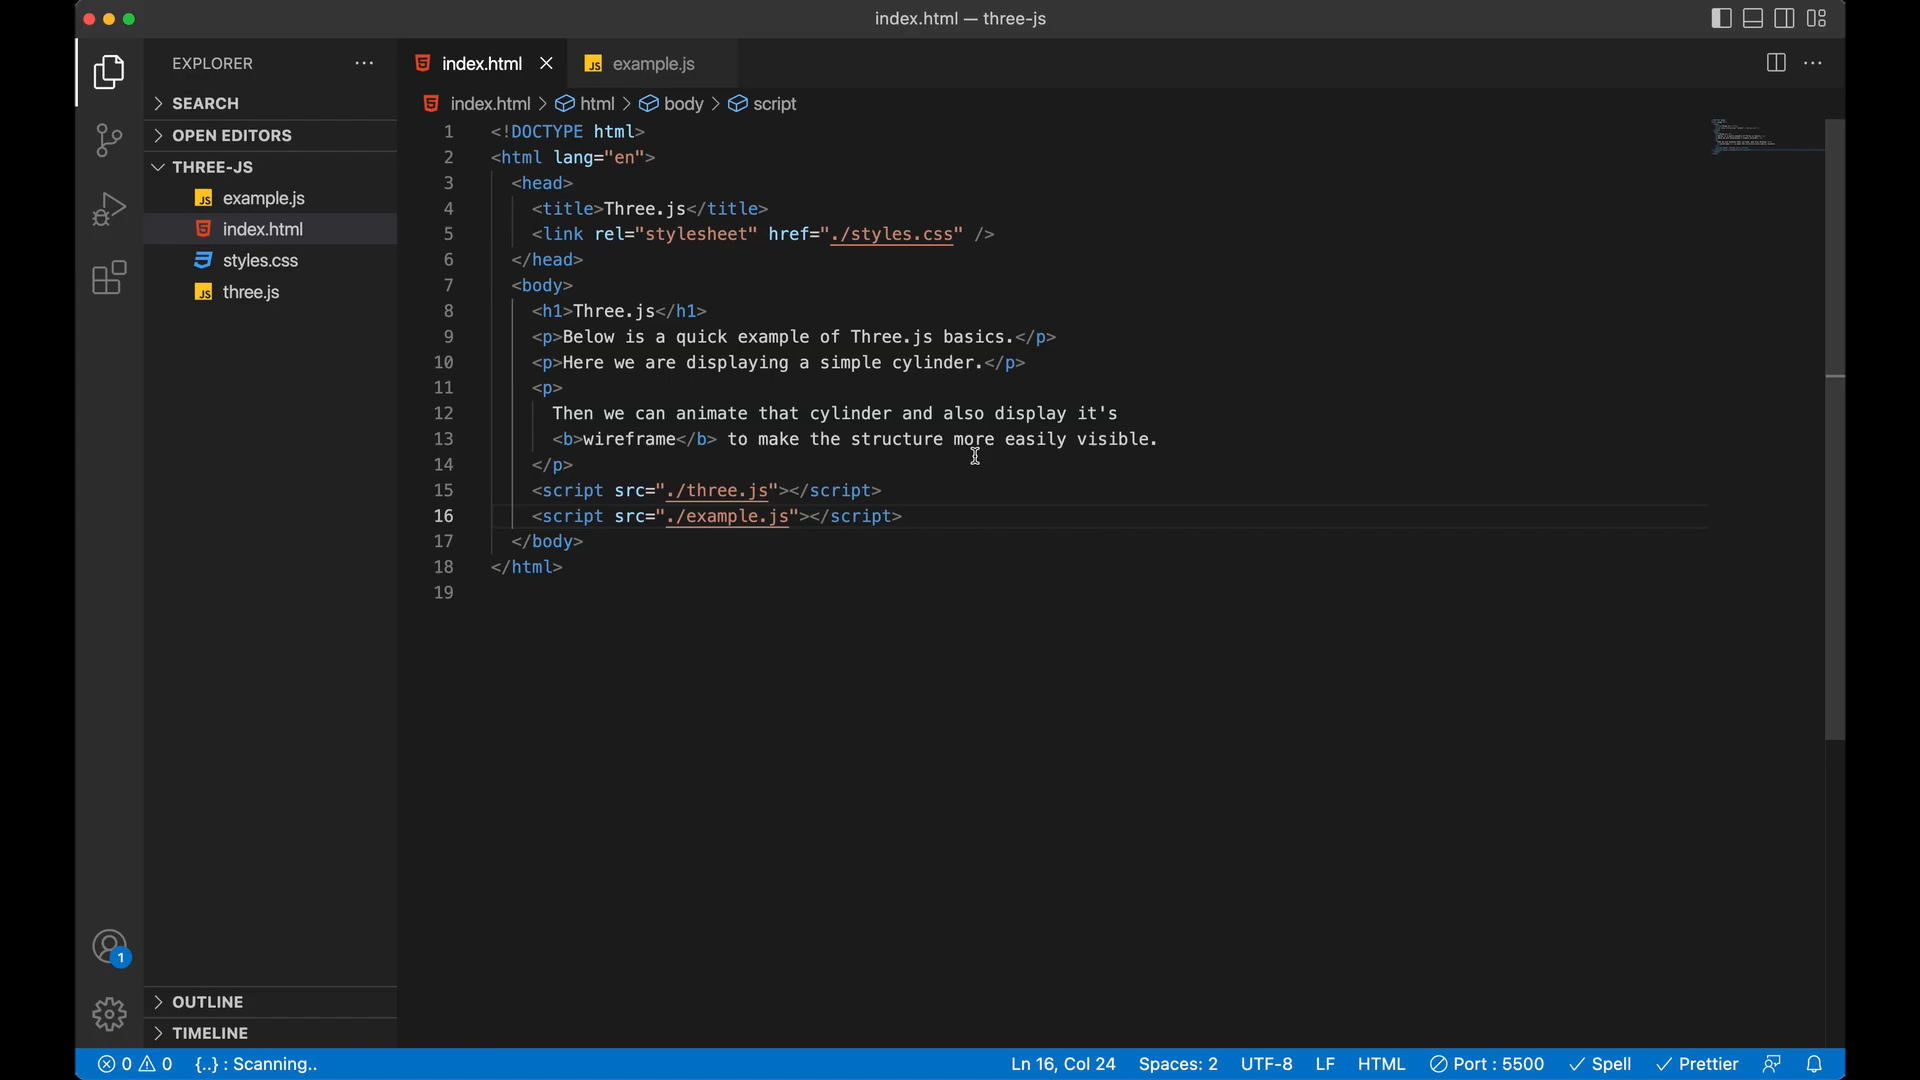 index.html — three-js
EXPLORER
SEARCH
OPEN EDITORS
THREE-JS
JS example.js
index.html
styles.css
JS three.js
OUTLINE
TIMELINE
1
index.html
JS example.js
index.html > html > body > script
1 <!DOCTYPE html>
2 <html lang="en">
3 <head>
4 <title>Three.js</title>
5 <link rel="stylesheet" href="./styles.css" />
6 </head>
7 <body>
8 <h1>Three.js</h1>
9 <p>Below is a quick example of Three.js basics.</p>
10 <p>Here we are displaying a simple cylinder.</p>
11 <p>
12 Then we can animate that cylinder and also display it's
13 <b>wireframe</b> to make the structure more easily visible.
14 </p>
15 <script src="./three.js"></script>
16 <script src="./example.js"></script>
17 </body>
18 </html>
19
0 0 {..} : Scanning.. Ln 16, Col 24 Spaces: 2 UTF-8 LF HTML Port : 5500 Spell Prettier